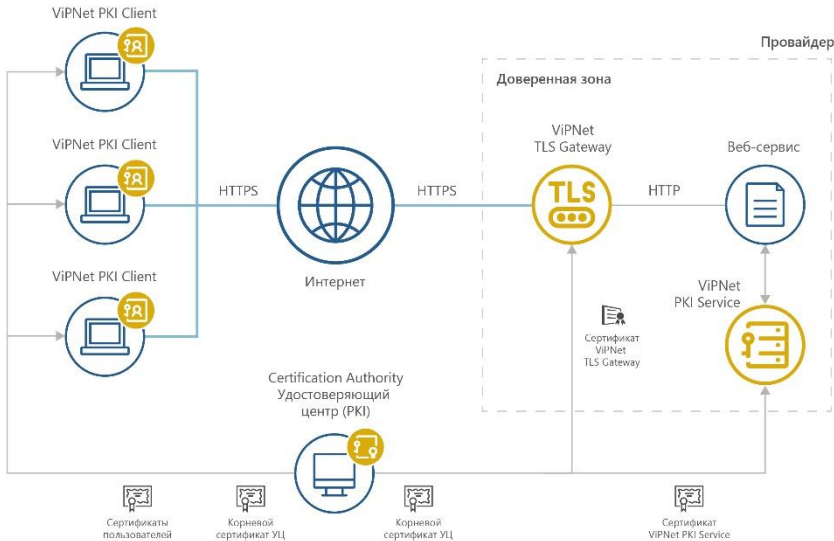 ViPNet PKI Client
Провайдер
Доверенная зона
ViPNet
TLS Gateway
Веб-сервис
ViPNet PKI Client
HTTPS
HTTPS
TLS
HTTP
ViPNet PKI Client
Интернет
ViPNet
PKI Service
Сертификат
ViPNet
TLS Gateway
Certification Authority
Удостоверяющий
центр (PKI)
Сертификаты
пользователей
Корневой
сертификат УЦ
Корневой
сертификат УЦ
Сертификат
ViPNet PKI Service